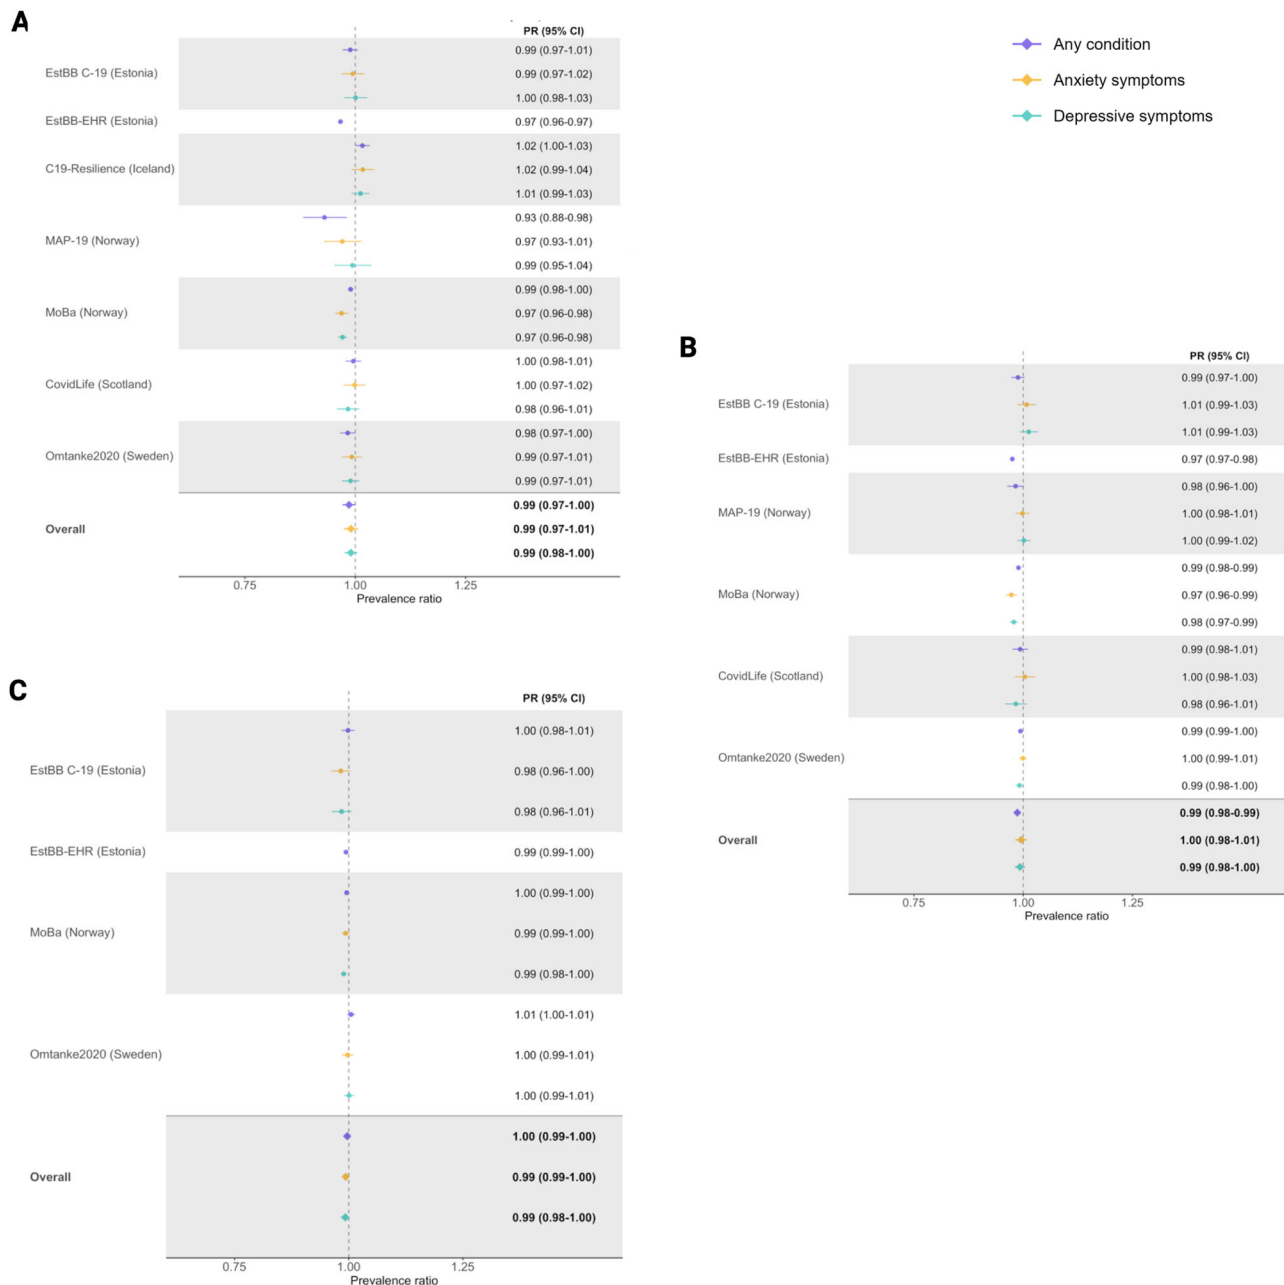 A
PR (95% CI)
0.99 (0.97-1.01)
EstBB C-19 (Estonia)
0.99 (0.97-1.02)
1.00 (0.98-1.03)
EstBB-EHR (Estonia)
0.97 (0.96-0.97)
1.02 (1.00-1.03)
C19-Resilience (Iceland)
1.02 (0.99-1.04)
1.01 (0.99-1.03)
0.93 (0.88-0.98)
MAP-19 (Norway)
0.97 (0.93-1.01)
0.99 (0.95-1.04)
0.99 (0.98-1.00)
MoBa (Norway)
0.97 (0.96-0.98)
0.97 (0.96-0.98)
1.00 (0.98-1.01)
CovidLife (Scotland)
1.00 (0.97-1.02)
0.98 (0.96-1.01)
0.98 (0.97-1.00)
Omtanke2020 (Sweden)
0.99 (0.97-1.01)
0.99 (0.97-1.01)
0.99 (0.97-1.00)
Overall
0.99 (0.97-1.01)
0.99 (0.98-1.00)
0.75 1.00 1.25
Prevalence ratio
Any condition
Anxiety symptoms
Depressive symptoms
B
PR (95% CI)
0.99 (0.97-1.00)
EstBB C-19 (Estonia)
1.01 (0.99-1.03)
1.01 (0.99-1.03)
EstBB-EHR (Estonia)
0.97 (0.97-0.98)
0.98 (0.96-1.00)
MAP-19 (Norway)
1.00 (0.98-1.01)
1.00 (0.99-1.02)
0.99 (0.98-0.99)
MoBa (Norway)
0.97 (0.96-0.99)
0.98 (0.97-0.99)
0.99 (0.98-1.01)
CovidLife (Scotland)
1.00 (0.98-1.03)
0.98 (0.96-1.01)
0.99 (0.99-1.00)
Omtanke2020 (Sweden)
1.00 (0.99-1.01)
0.99 (0.98-1.00)
0.99 (0.98-0.99)
Overall
1.00 (0.98-1.01)
0.99 (0.98-1.00)
0.75 1.00 1.25
Prevalence ratio
C
PR (95% CI)
1.00 (0.98-1.01)
EstBB C-19 (Estonia)
0.98 (0.96-1.00)
0.98 (0.96-1.01)
EstBB-EHR (Estonia)
0.99 (0.99-1.00)
1.00 (0.99-1.00)
MoBa (Norway)
0.99 (0.99-1.00)
0.99 (0.98-1.00)
1.01 (1.00-1.01)
Omtanke2020 (Sweden)
1.00 (0.99-1.01)
1.00 (0.99-1.01)
1.00 (0.99-1.00)
Overall
0.99 (0.99-1.00)
0.99 (0.98-1.00)
0.75 1.00 1.25
Prevalence ratio